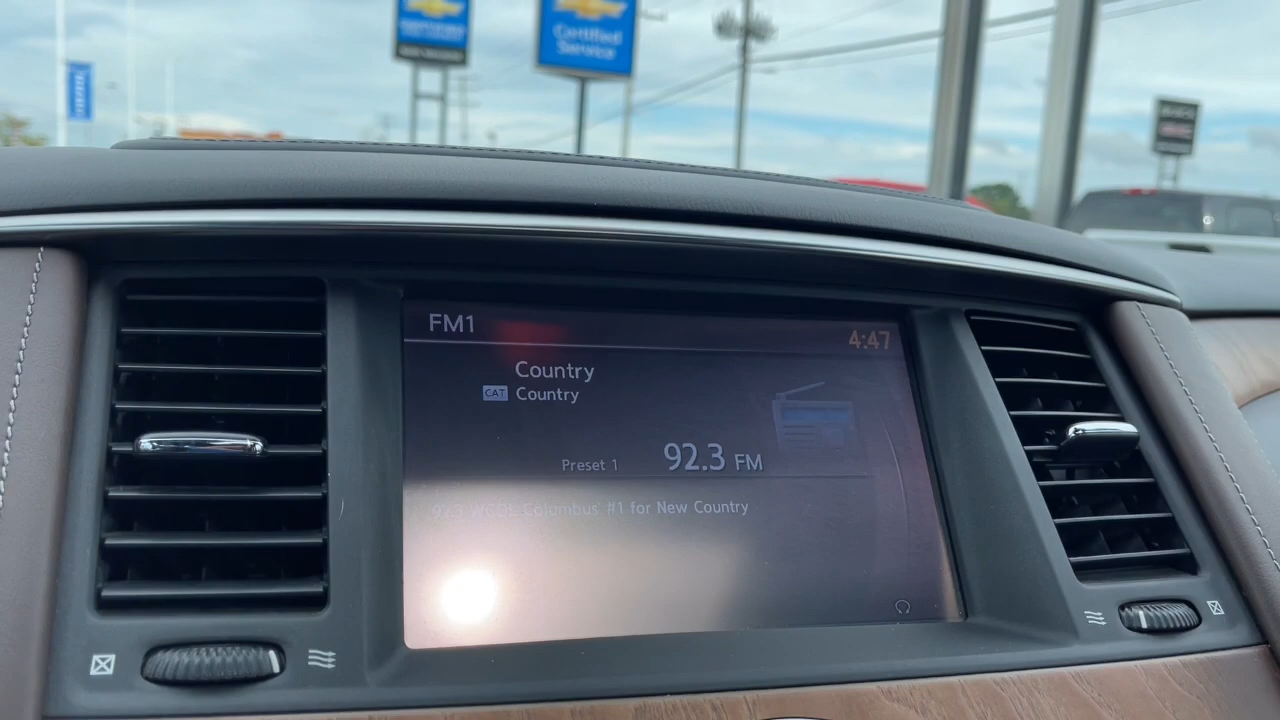 Certified
Service
FM1
4:47
Country
CAT Country
Preset 1 92.3 FM
92.3 WCOL Columbus' #1 for New Country